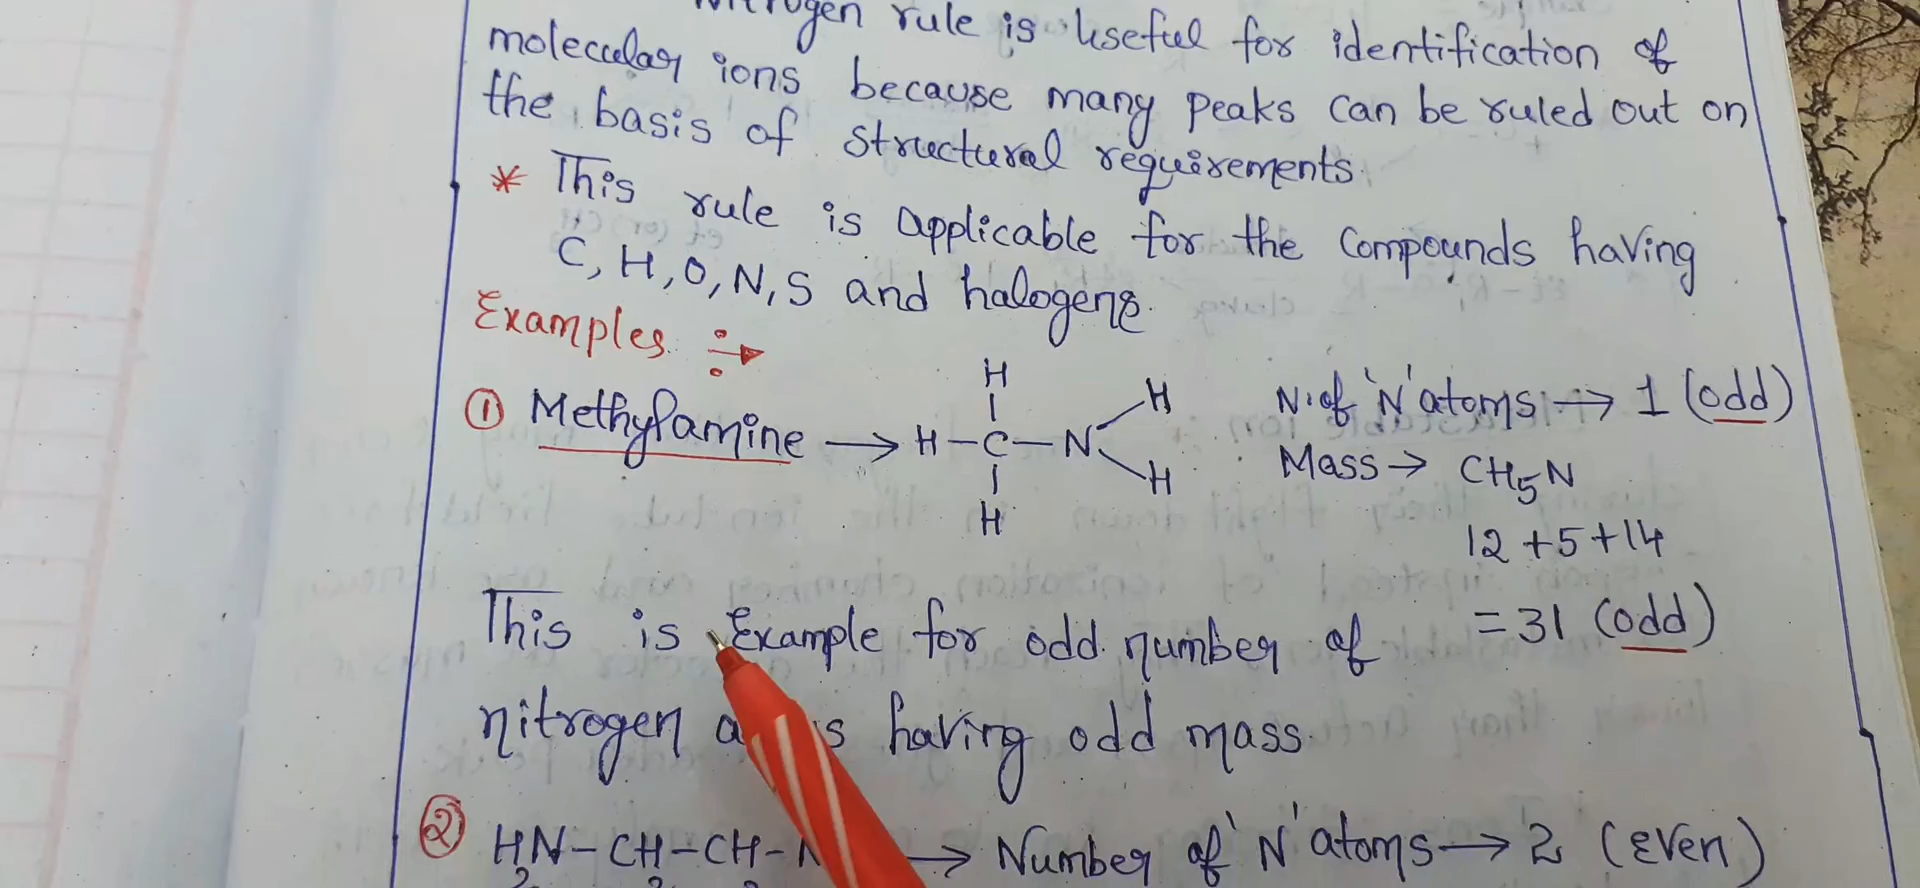 Nitrogen rule is useful for identification of
molecular ions because many peaks can be ruled out on
the basis of structural requirements.
* This rule is applicable for the compounds having
C, H, O, N, S and halogens.
Examples ÷→
① Methylamine → H-C-N H H H H N. of 'N' atoms → 1 (odd)
Mass → CH5N
12 + 5 + 14
= 31 (odd)
This is Example for odd number of
nitrogen having odd mass.
② H2N-CH2-CH2-N → Number of 'N' atoms → 2 (Even)